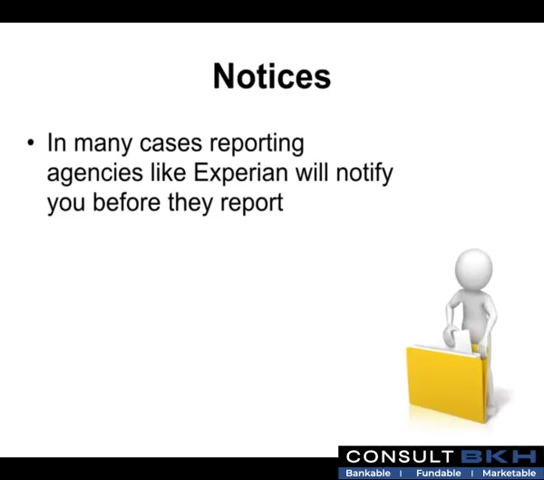 Notices
• In many cases reporting
agencies like Experian will notify
you before they report
CONSULT BKH
Bankable | Fundable | Marketable